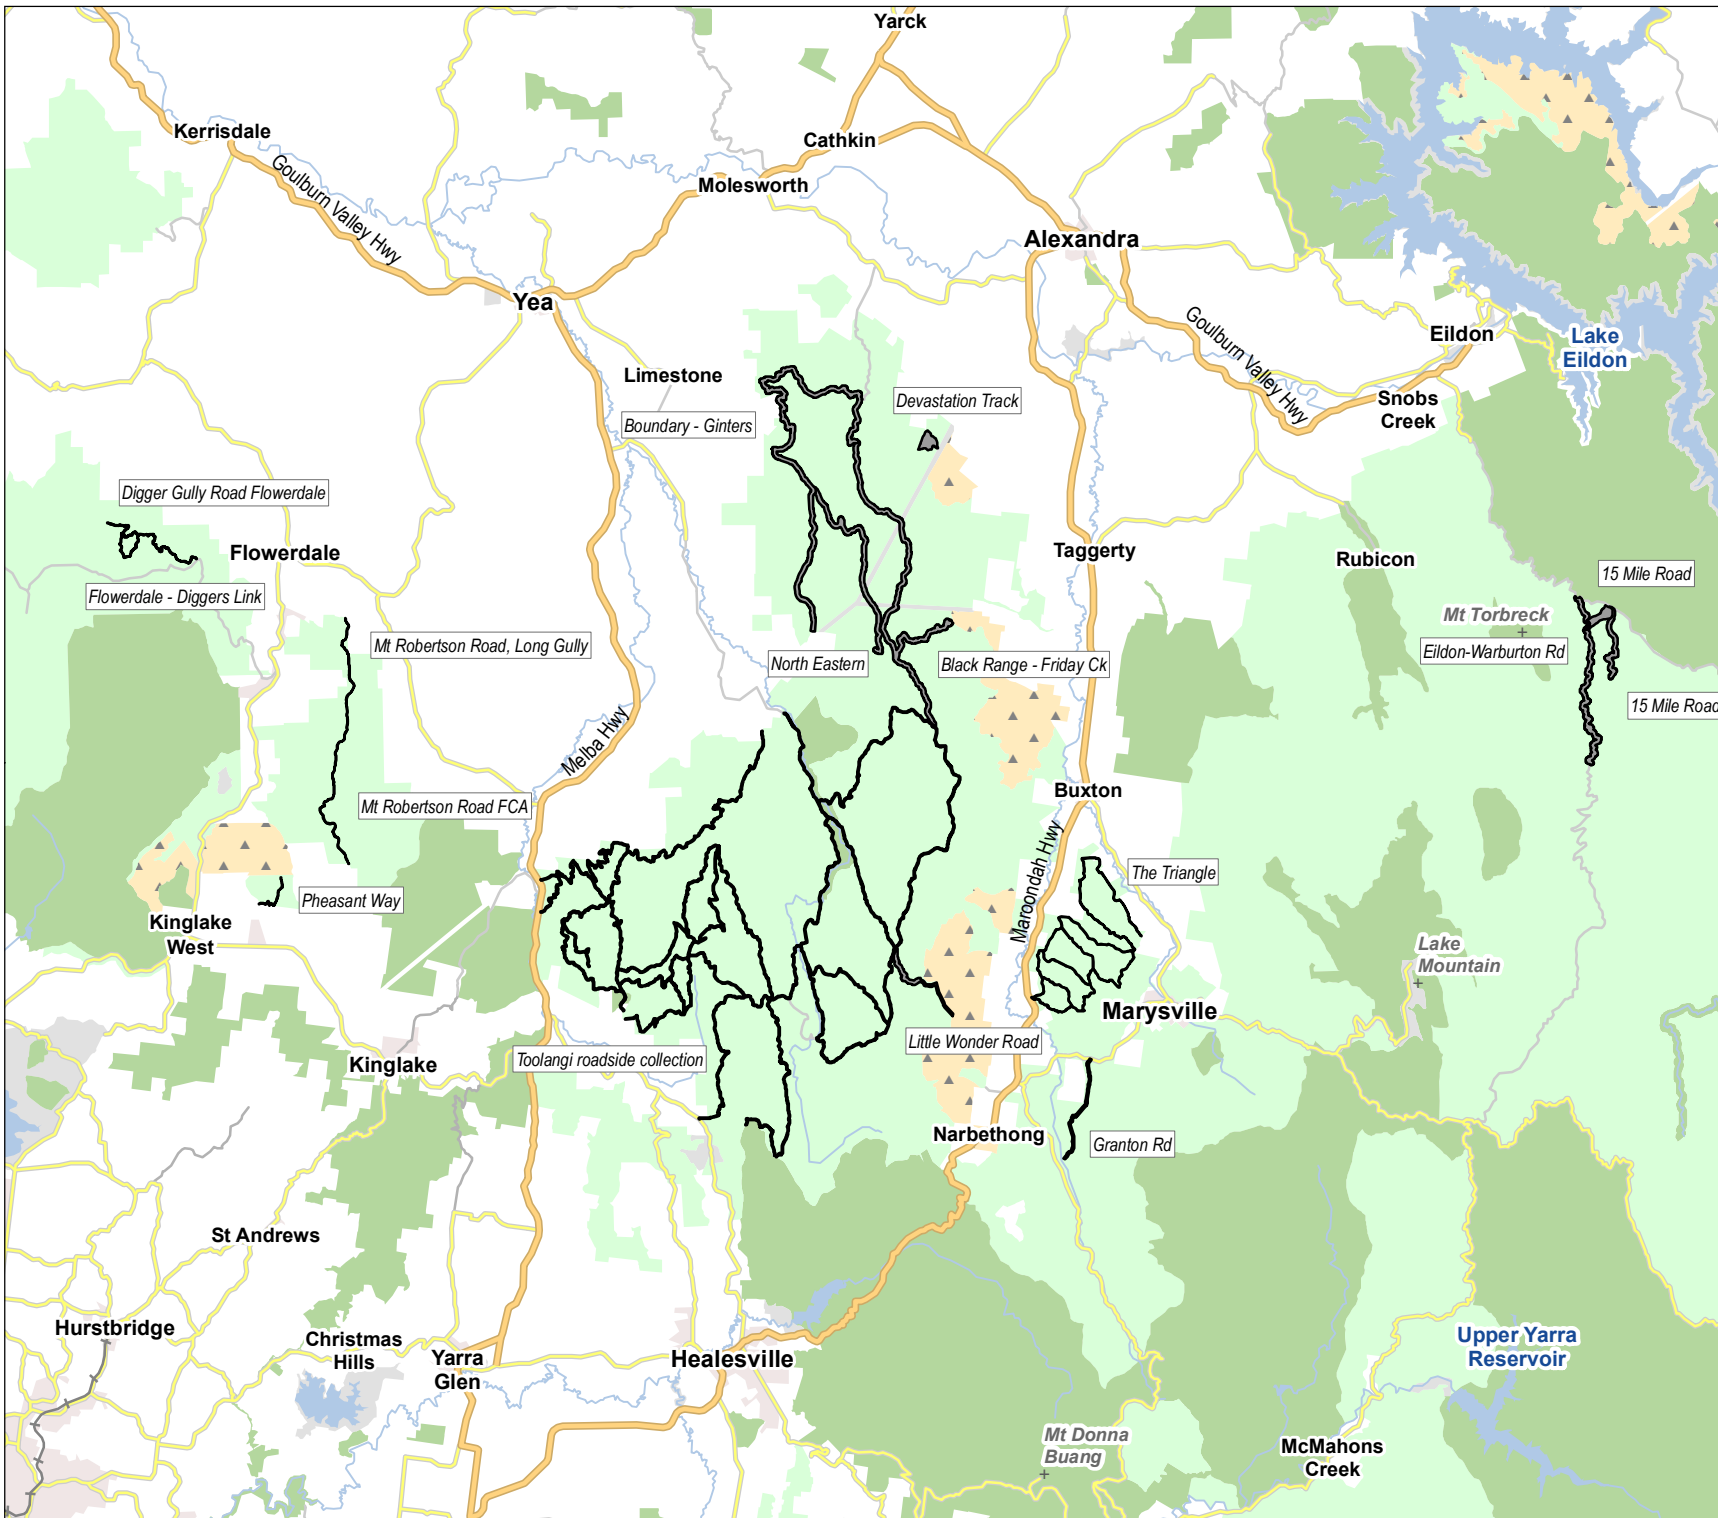 Yarck
Kerrisdale
Cathkin
Goulburn Valley Hwy
Molesworth
Alexandra
Yea
Goulburn Valley Hwy
Eildon
Lake
Eildon
Limestone
Devastation Track
Snobs
Creek
Boundary - Ginters
Digger Gully Road Flowerdale
Flowerdale
Taggerty
Rubicon
15 Mile Road
Flowerdale - Diggers Link
Mt Torbreck
Mt Robertson Road, Long Gully
Eildon-Warburton Rd
North Eastern
Black Range - Friday Ck
15 Mile Road
Melba Hwy
Buxton
Mt Robertson Road FCA
Maroondah Hwy
The Triangle
Pheasant Way
Kinglake
West
Lake
Mountain
Marysville
Little Wonder Road
Toolangi roadside collection
Kinglake
Narbethong
Granton Rd
St Andrews
Hurstbridge
Christmas
Hills
Yarra
Glen
Healesville
Upper Yarra
Reservoir
Mt Donna
Buang
McMahons
Creek